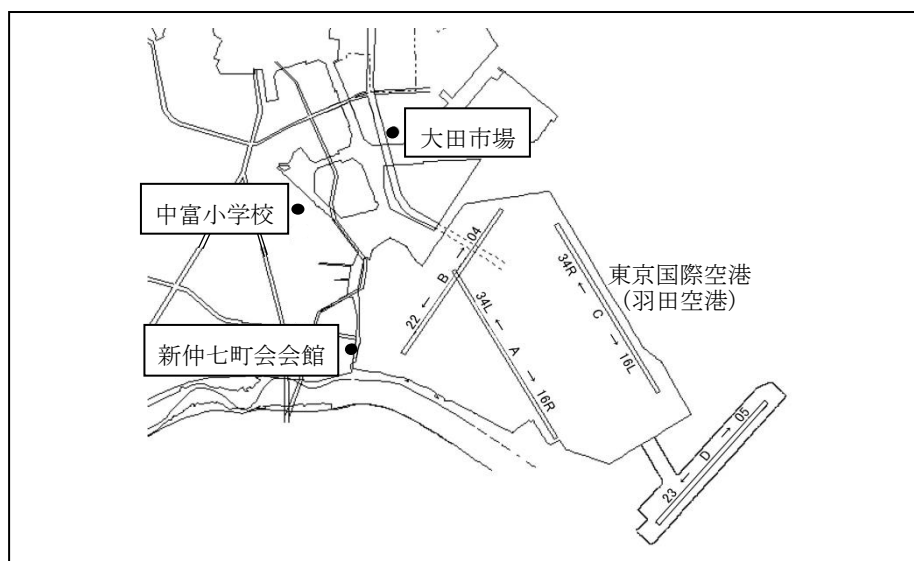 大田市場
中富小学校
新仲七町会会館
東京国際空港
(羽田空港)
04
B
22
34L
A
16R
34R
C
16L
05
D
23